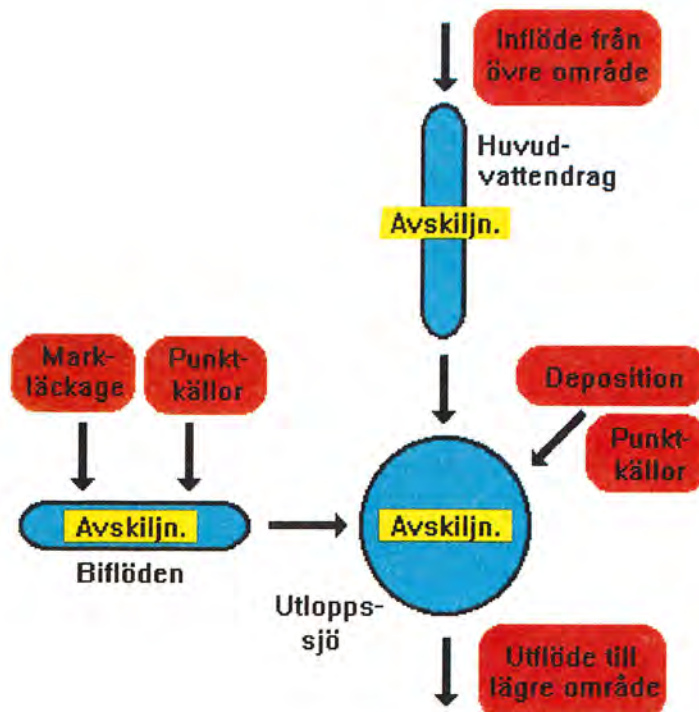 Inflöde från
övre område
Huvud-
vattendrag
Avskiljn.
Mark-
läckage
Punkt-
källor
Deposition
Punkt-
källor
Avskiljn.
Biflöden
Avskiljn.
Utlopps-
sjö
Utflöde till
lägre område